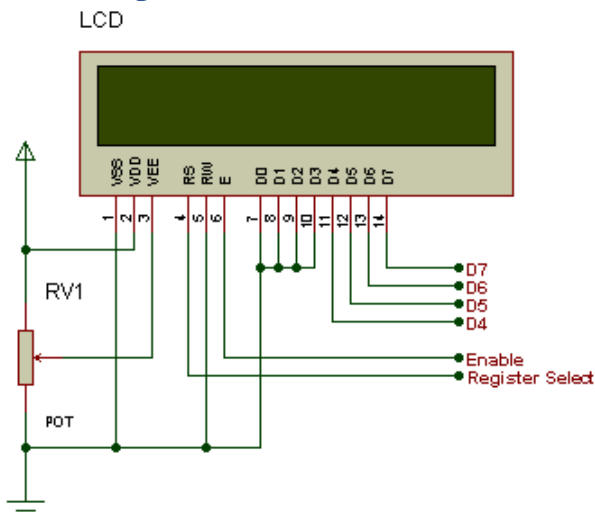 LCD
VSS VDD VEE RS RW E D0 D1 D2 D3 D4 D5 D6 D7
1 2 3 4 5 6 7 8 9 10 11 12 13 14
D7
D6
D5
D4
RV1
Enable
Register Select
POT